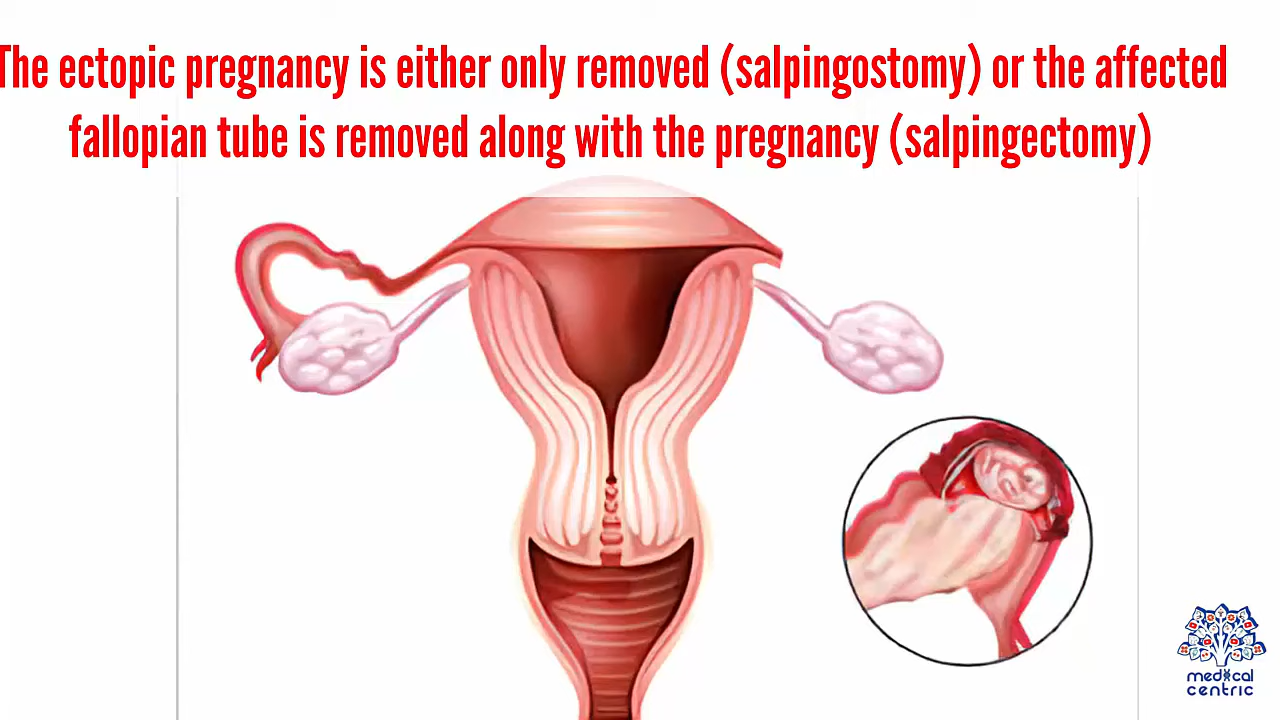 The ectopic pregnancy is either only removed (salpingostomy) or the affected
fallopian tube is removed along with the pregnancy (salpingectomy)
medical
centric